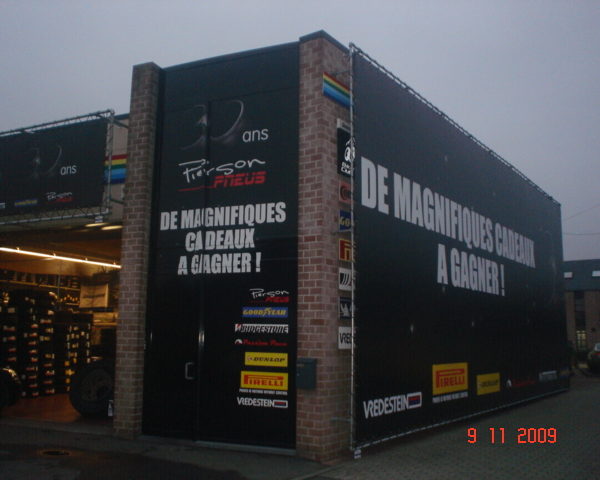 30 ans
ans
Pierson
PNEUS
DE MAGNIFIQUES
CADEAUX
A GAGNER !
Pierson
PNEUS
GOODYEAR
BRIDGESTONE
DUNLOP
PIRELLI
VREDESTEIN
DE MAGNIFIQUES CADEAUX
A GAGNER !
VREDESTEIN
PIRELLI
DUNLOP
9 11 2009